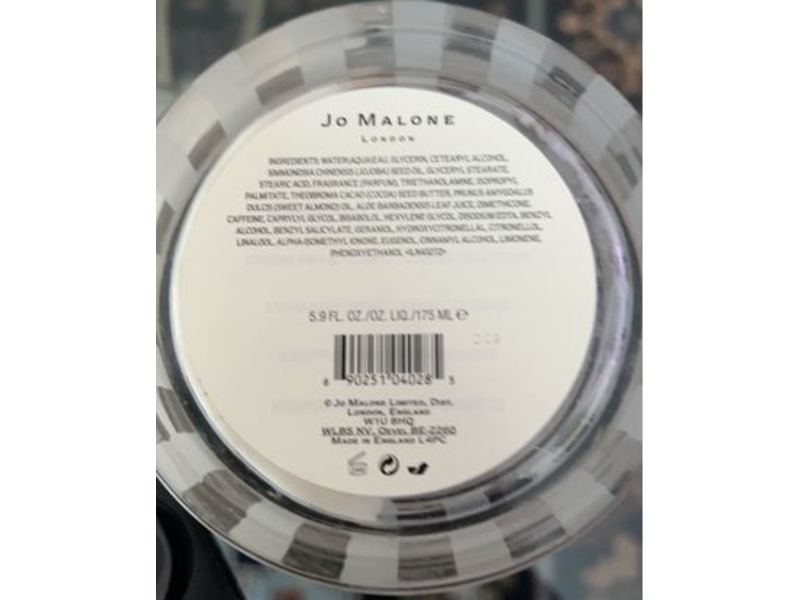 JO MALONE
LONDON
INGREDIENTS: WATER\AQUA\EAU, GLYCERIN, CETEARYL ALCOHOL,
SIMMONDSIA CHINENSIS (JOJOBA) SEED OIL, GLYCERYL STEARATE,
STEARIC ACID, FRAGRANCE (PARFUM), TRIETHANOLAMINE, ISOPROPYL
PALMITATE, THEOBROMA CACAO (COCOA) SEED BUTTER, PRUNUS AMYGDALUS
DULCIS (SWEET ALMOND) OIL, ALOE BARBADENSIS LEAF JUICE, DIMETHICONE,
CAFFEINE, CAPRYLYL GLYCOL, BISABOLOL, HEXYLENE GLYCOL, DISODIUM EDTA, BENZYL
ALCOHOL, BENZYL SALICYLATE, GERANIOL, HYDROXYCITRONELLAL, CITRONELLOL,
LINALOOL, ALPHA-ISOMETHYL IONONE, EUGENOL, CINNAMYL ALCOHOL, LIMONENE,
PHENOXYETHANOL
5.9 FL. OZ./OZ. LIQ./175 ML ℮
6 90251 04028 5
© JO MALONE LIMITED, DIST.
LONDON, ENGLAND
W1U 8HQ
WLBS NV, OEVEL BE-2260
MADE IN ENGLAND L4PC